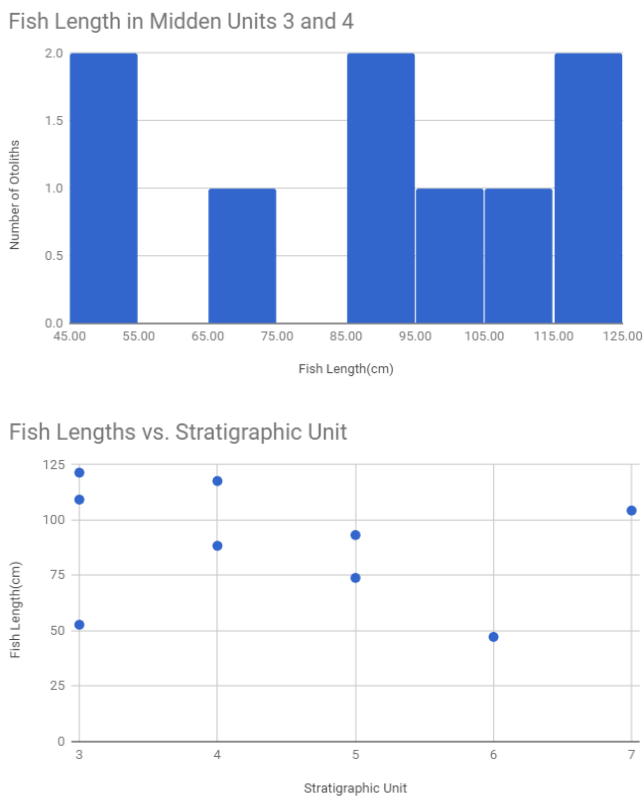 Fish Length in Midden Units 3 and 4
2.0
1.5
1.0
0.5
0.0
Number of Otoliths
45.00 55.00 65.00 75.00 85.00 95.00 105.00 115.00 125.00
Fish Length(cm)
Fish Lengths vs. Stratigraphic Unit
125
100
75
50
25
0
Fish Length(cm)
3 4 5 6 7
Stratigraphic Unit